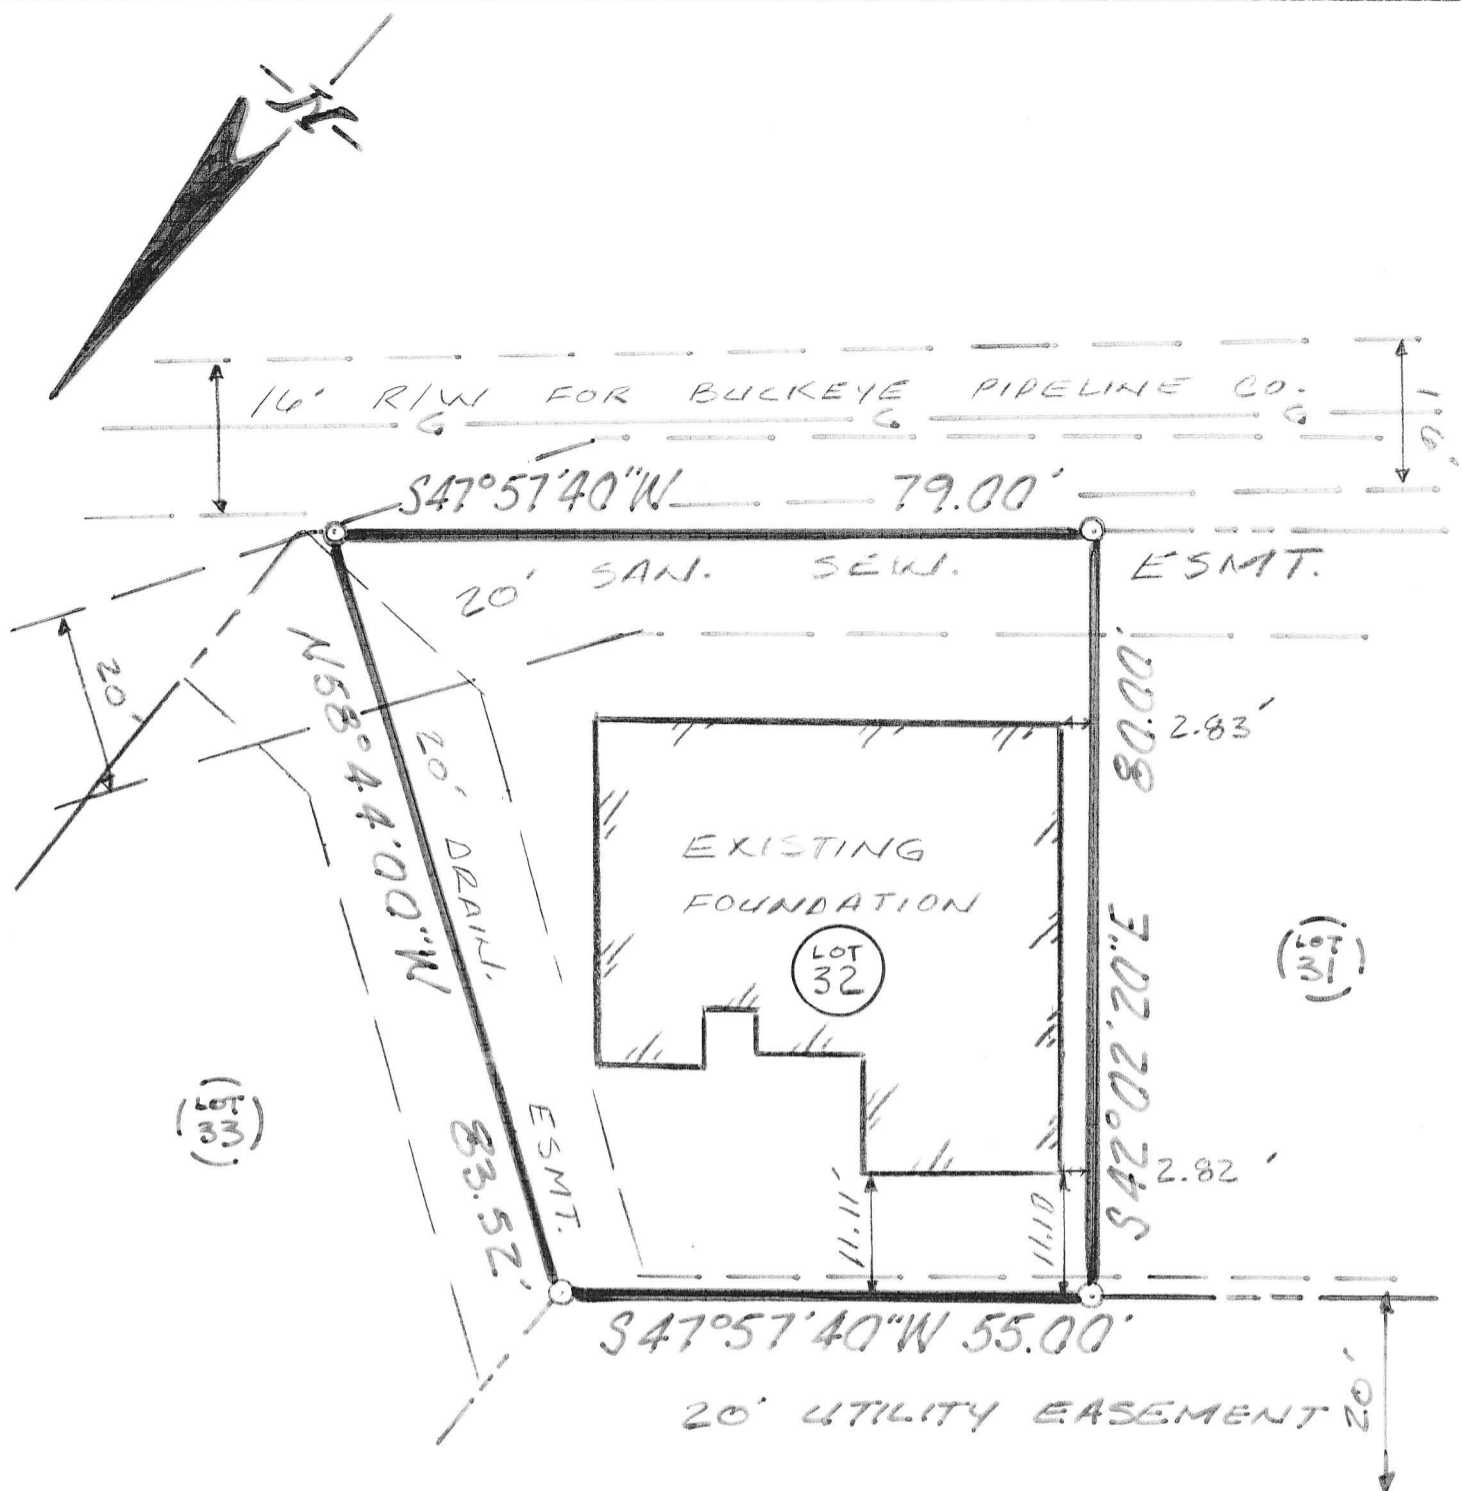 N
16' R/W FOR BUCKEYE PIPELINE CO.
G G G
16'
S47°57'40"W 79.00'
20' SAN. SEW. ESMT.
20'
N58°44'00"W 83.52'
20' DRAIN. ESMT.
80.00'
S42°02'20"E
2.83'
EXISTING
FOUNDATION
LOT
32
(LOT
31)
(LOT
33)
2.82'
11.11'
11.10
S47°57'40"W 55.00'
20' UTILITY EASEMENT
20'